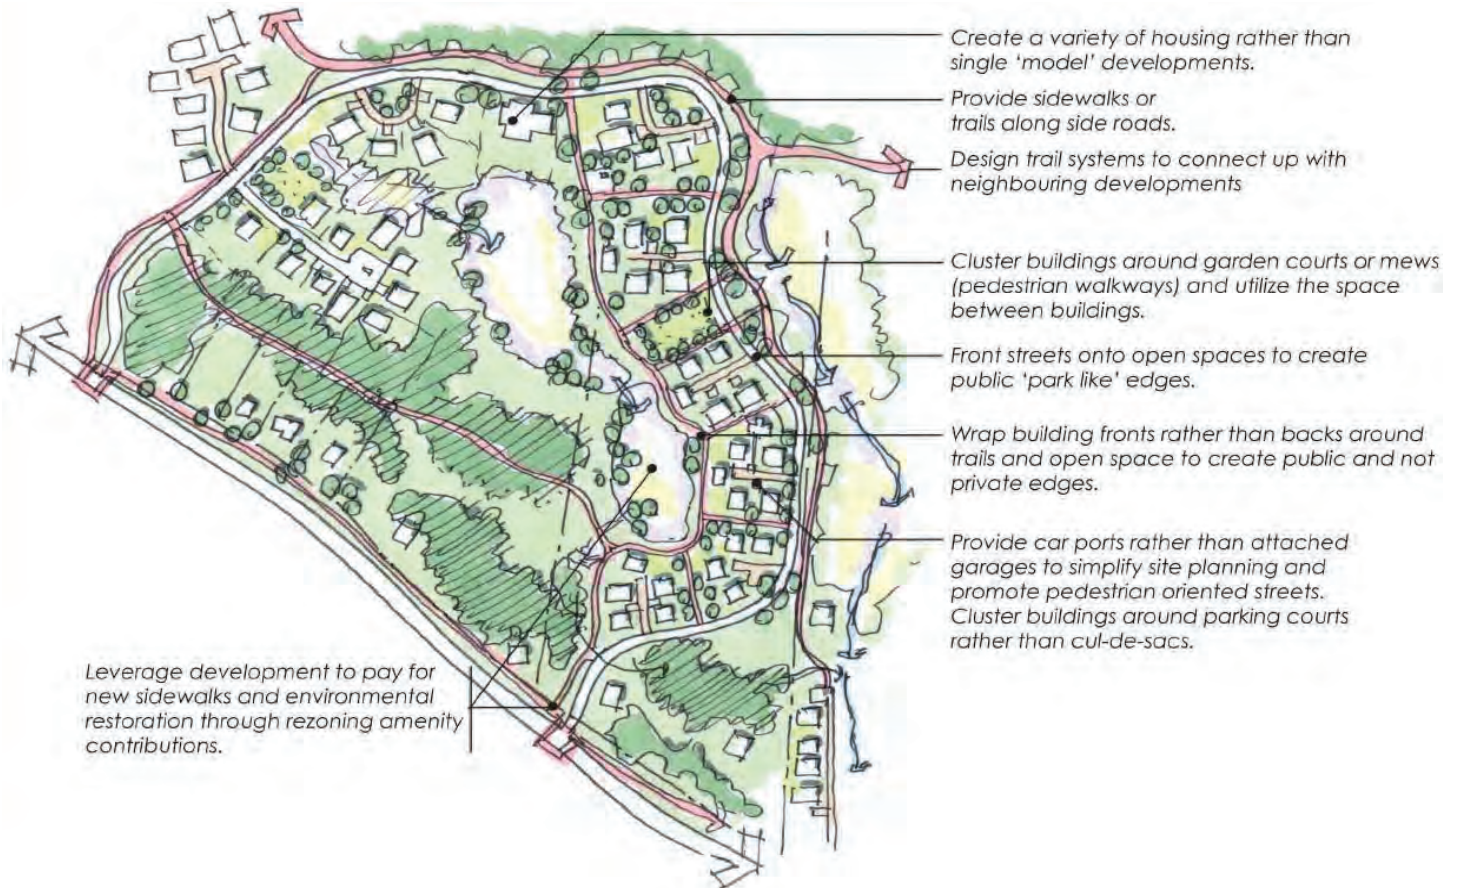 Create a variety of housing rather than
single ‘model’ developments.
Provide sidewalks or
trails along side roads.
Design trail systems to connect up with
neighbouring developments
Cluster buildings around garden courts or mews
(pedestrian walkways) and utilize the space
between buildings.
Front streets onto open spaces to create
public ‘park like’ edges.
Wrap building fronts rather than backs around
trails and open space to create public and not
private edges.
Provide car ports rather than attached
garages to simplify site planning and
promote pedestrian oriented streets.
Cluster buildings around parking courts
rather than cul-de-sacs.
Leverage development to pay for
new sidewalks and environmental
restoration through rezoning amenity
contributions.